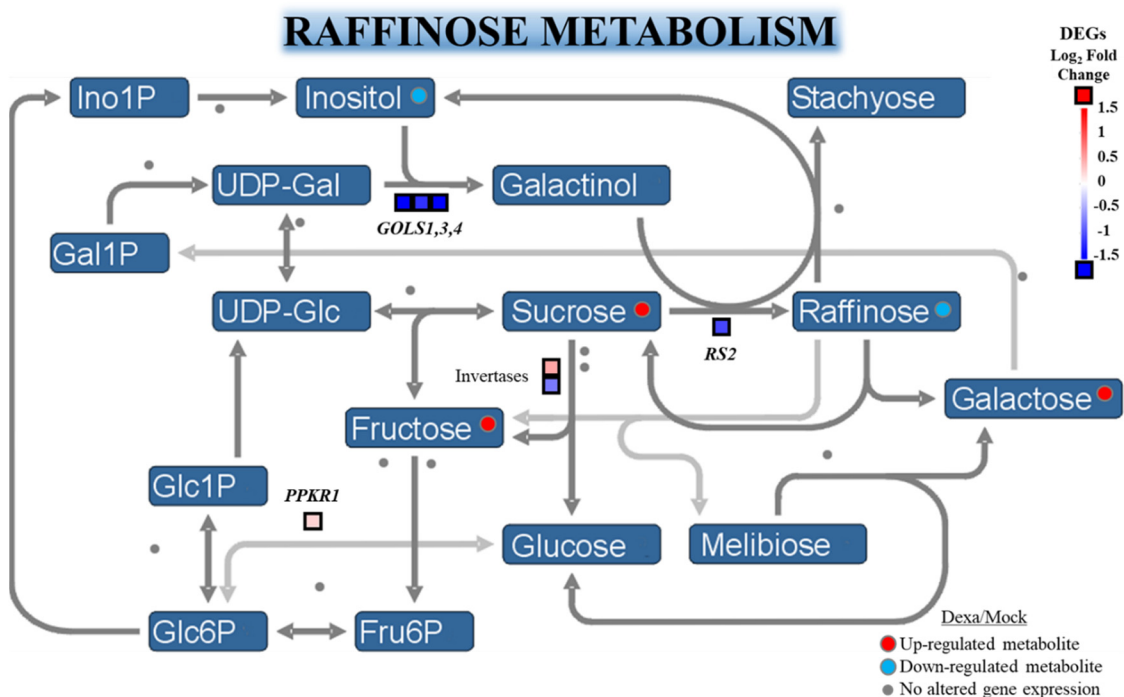 RAFFINOSE METABOLISM
DEGs
Log₂ Fold
Change
1.5
1
0.5
0
-0.5
-1
-1.5
Ino1P
Inositol
Stachyose
UDP-Gal
Galactinol
GOLS1,3,4
Gal1P
UDP-Glc
Sucrose
Raffinose
RS2
Invertases
Galactose
Fructose
Glc1P
PPKR1
Glucose
Melibiose
Glc6P
Fru6P
Dexa/Mock
Up-regulated metabolite
Down-regulated metabolite
No altered gene expression